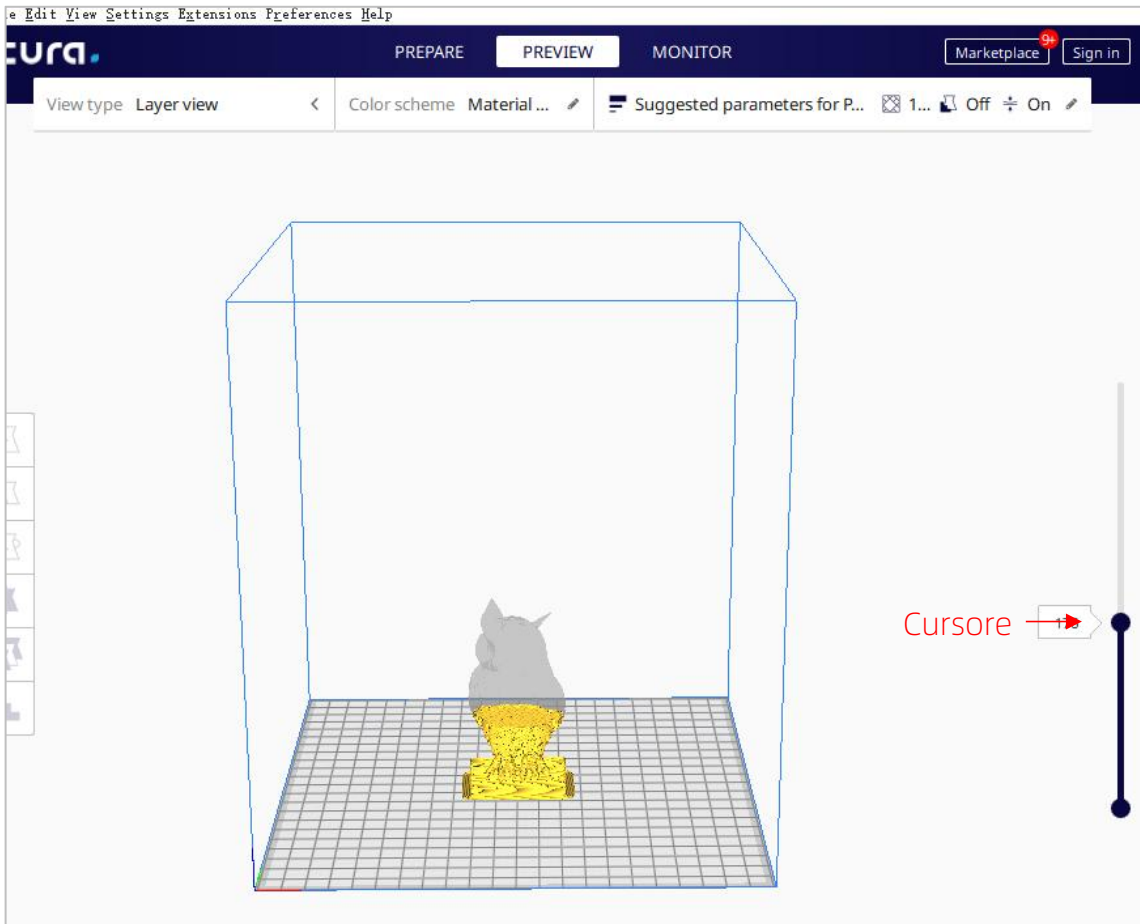 e Edit View Settings Extensions Preferences Help
cura.
PREPARE PREVIEW MONITOR
Marketplace 9+ Sign in
View type Layer view < Color scheme Material ... Suggested parameters for P... 1... Off On
Cursore